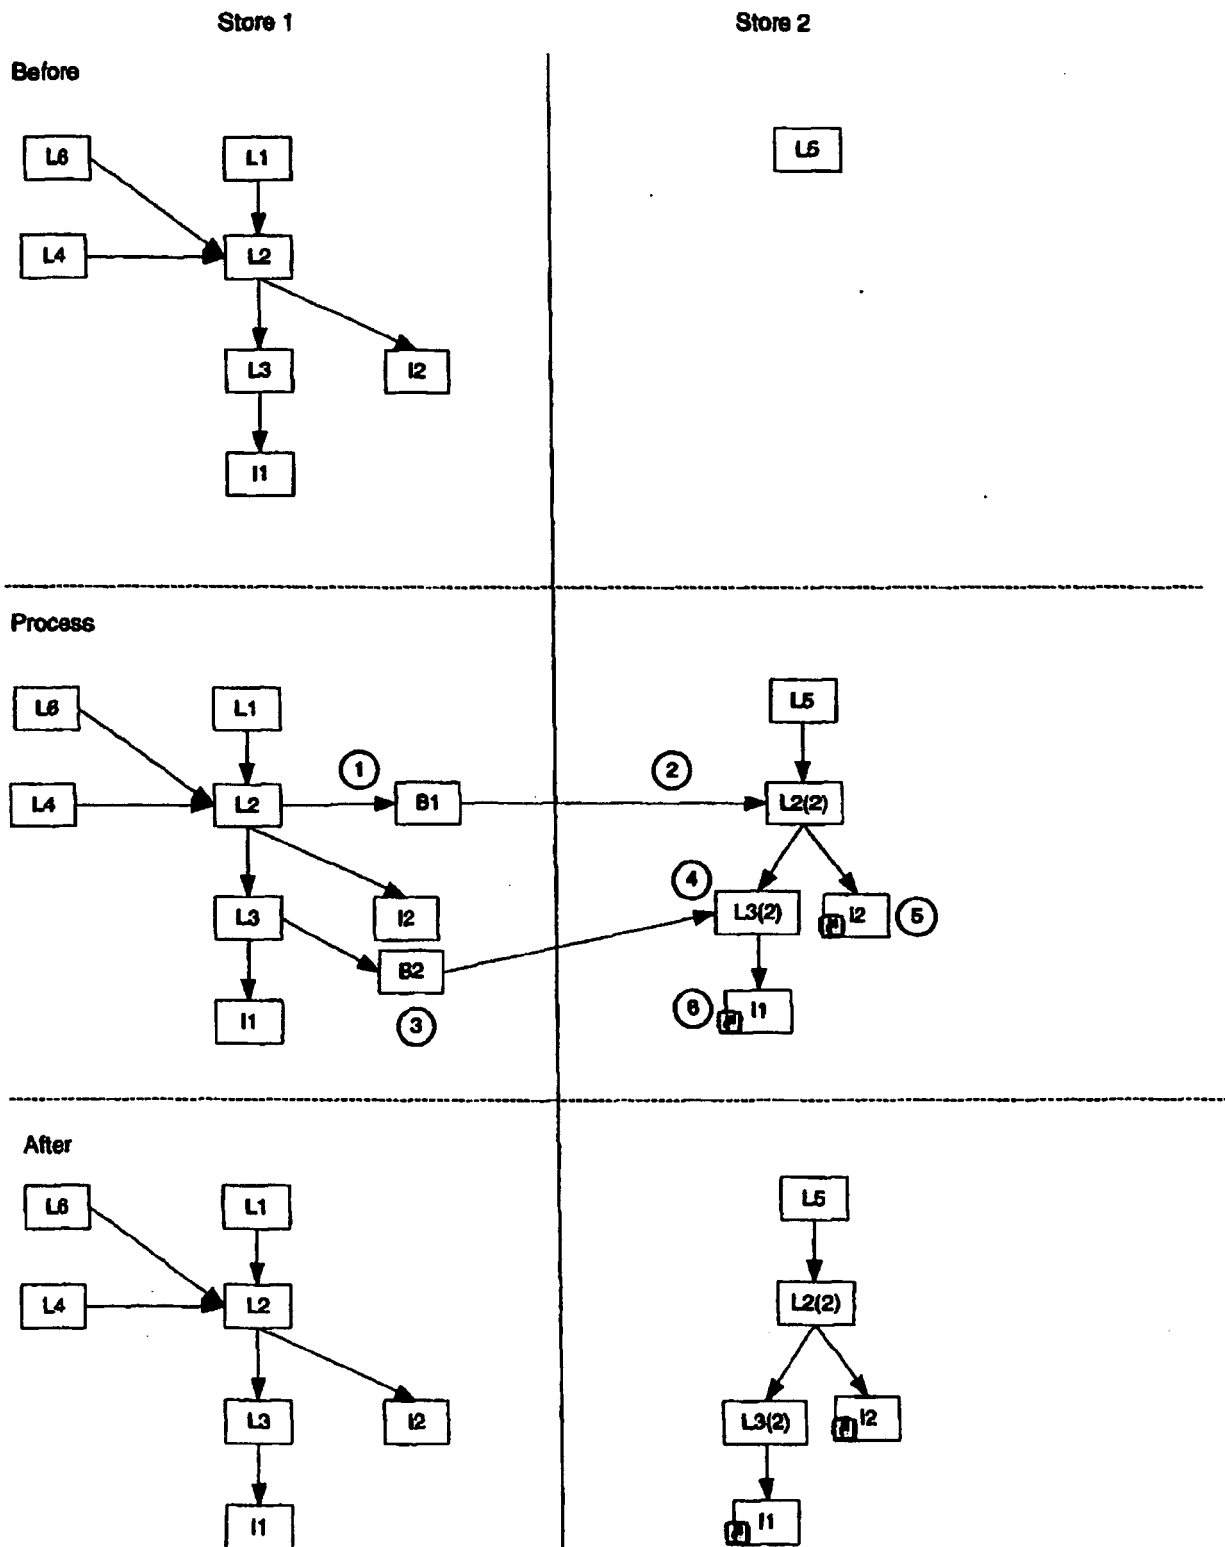 Store 1 Store 2
Before
L6 L1 L5
L4 L2
L3 I2
I1
Process
L6 L1 L5
1 2
L4 L2 B1 L2(2)
4
L3 I2 L3(2) I2 5
B2
I1 3 6 I1
After
L6 L1 L5
L4 L2 L2(2)
L3 I2 L3(2) I2
I1 I1